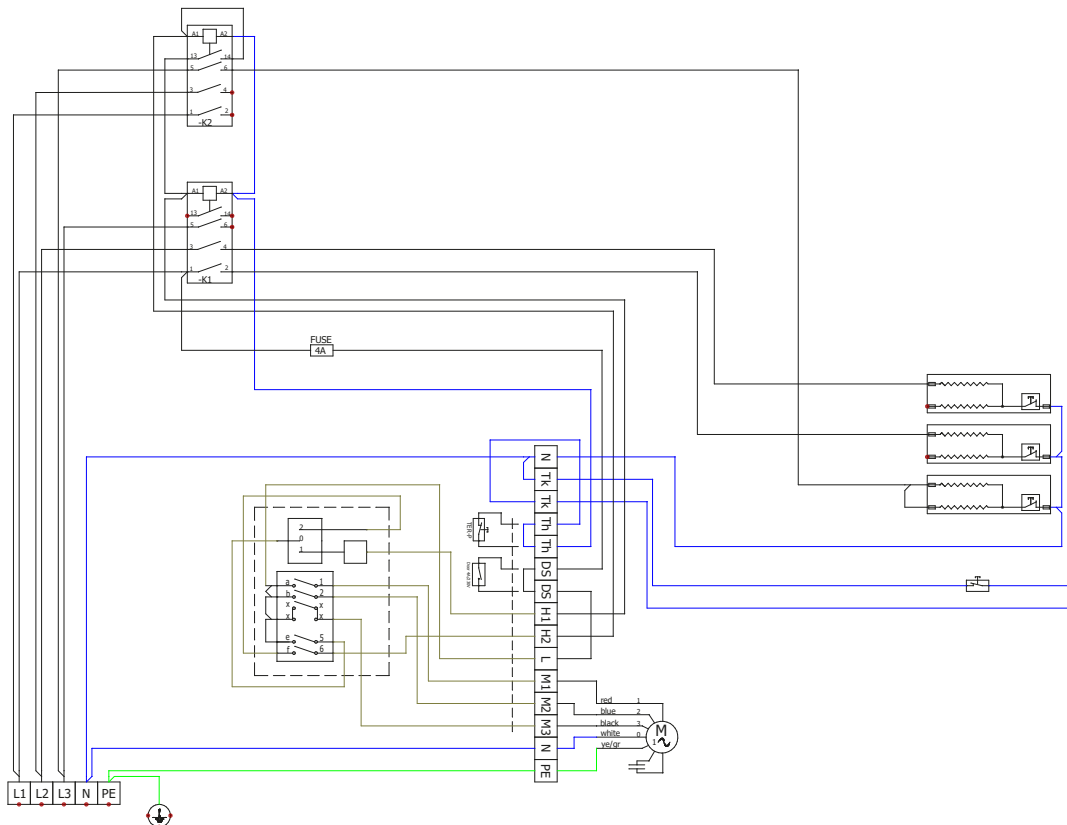 A1 A2
13 14
5 6
3 4
1 2
-K2
A1 A2
13 14
5 6
3 4
1 2
-K1
FUSE
4A
N
Tk
Tk
Th
Th
DS
DS
H1
H2
L
M1
M2
M3
N
PE
TER-P
2
0
1
a 1
b 2
x x
x x
e 5
f 6
red 1
blue 2
black 3
white 0
ye/gr
M
1
L1 L2 L3 N PE